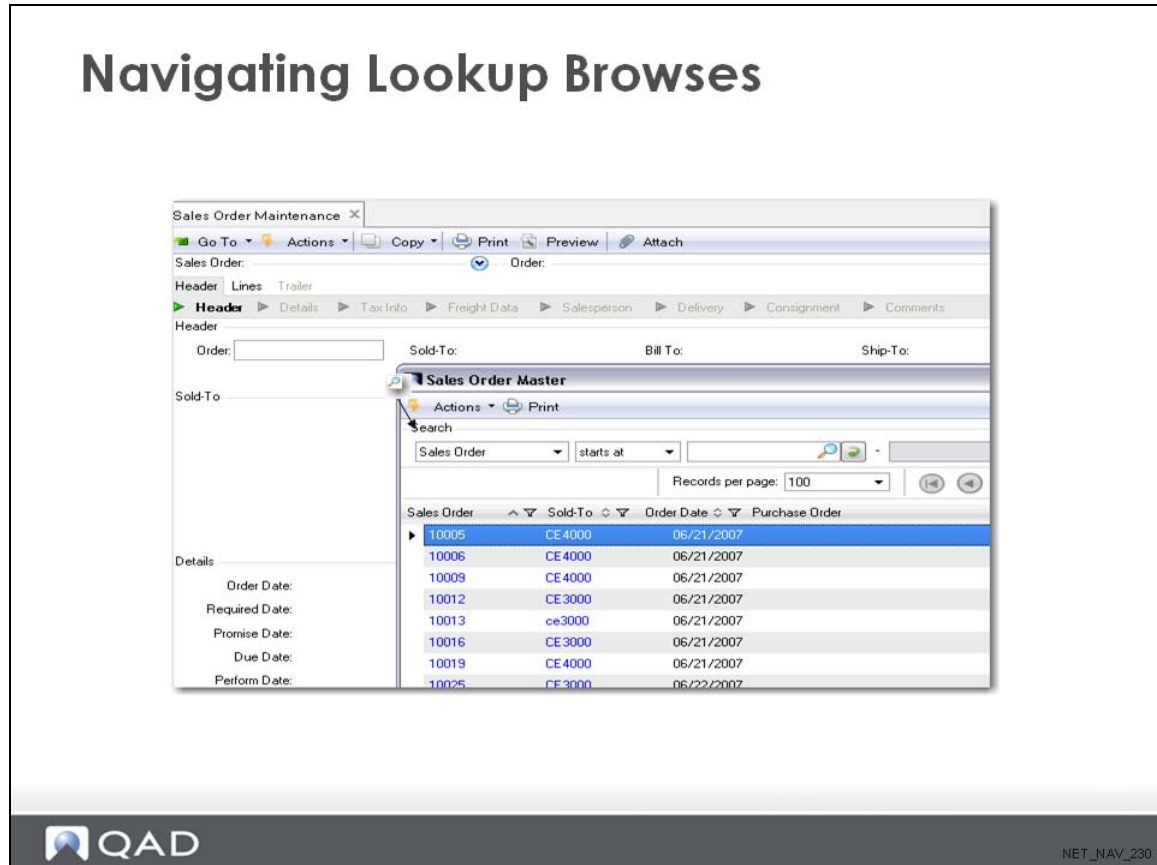 Navigating Lookup Browses
Sales Order Maintenance
Go To Actions Copy Print Preview Attach
Sales Order: Order:
Header Lines Trailer
Header Details Tax Info Freight Data Salesperson Delivery Consignment Comments
Header
Order: Sold-To: Bill To: Ship-To:
Sales Order Master
Sold-To
Actions Print
Search
Sales Order starts at -
Records per page: 100
Sales Order Sold-To Order Date Purchase Order
10005 CE4000 06/21/2007
10006 CE4000 06/21/2007
10009 CE4000 06/21/2007
10012 CE3000 06/21/2007
10013 ce3000 06/21/2007
10016 CE3000 06/21/2007
10019 CE4000 06/21/2007
10025 CE3000 06/22/2007
Details
Order Date:
Required Date:
Promise Date:
Due Date:
Perform Date:
QAD
NET_NAV_230